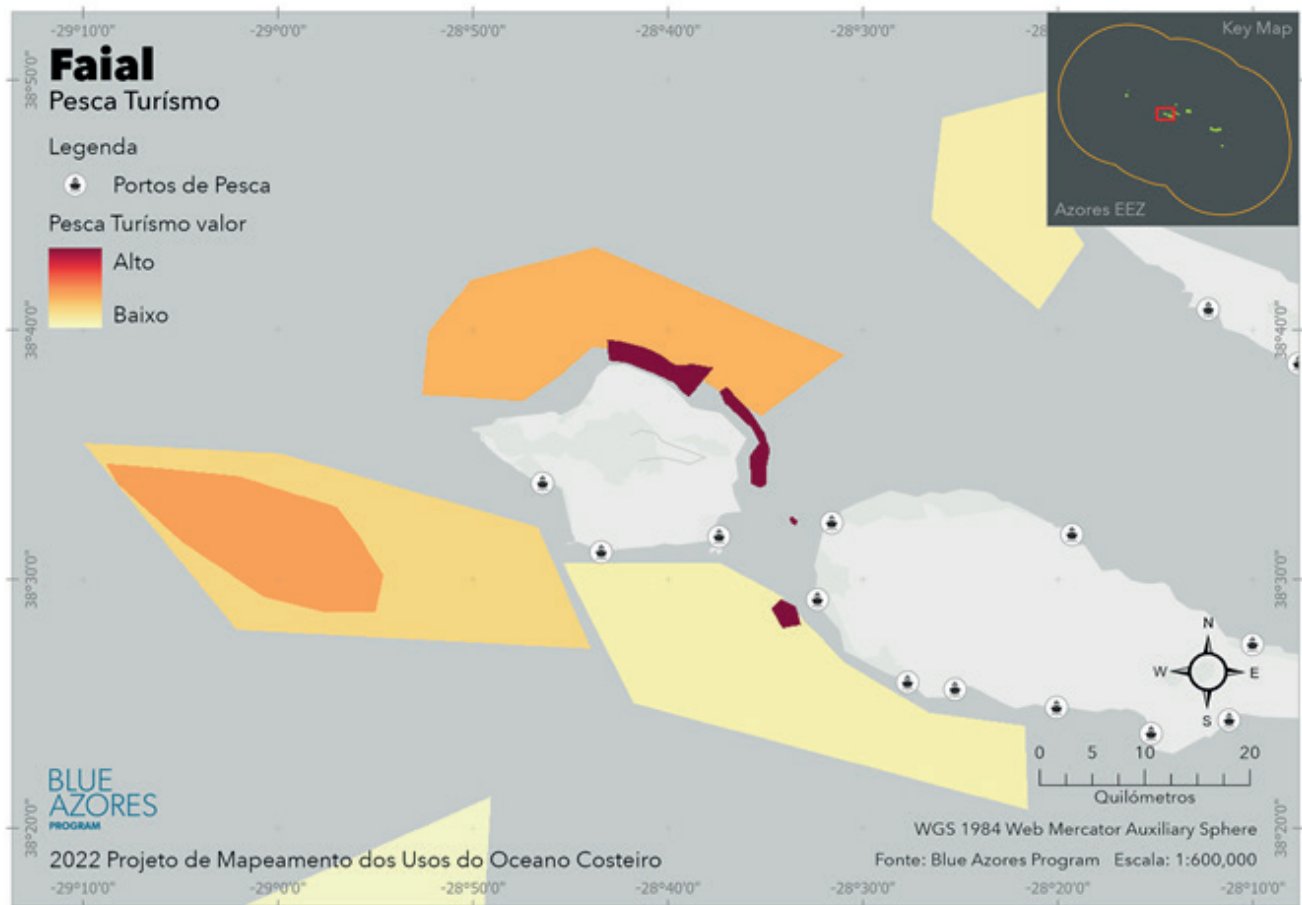 -29°10'0" -29°0'0" -28°50'0" -28°40'0" -28°30'0"
Faial
Pesca Turísmo
Legenda
Portos de Pesca
Pesca Turísmo valor
Alto
Baixo
Key Map
Azores EEZ
38°50'0"
38°40'0" 38°40'0"
38°30'0" 38°30'0"
38°20'0" 38°20'0"
N
W E
S
0 5 10 20
Quilómetros
BLUE
AZORES
PROGRAM
WGS 1984 Web Mercator Auxiliary Sphere
2022 Projeto de Mapeamento dos Usos do Oceano Costeiro
Fonte: Blue Azores Program Escala: 1:600,000
-29°10'0" -29°0'0" -28°50'0" -28°40'0" -28°30'0" -28°20'0" -28°10'0"